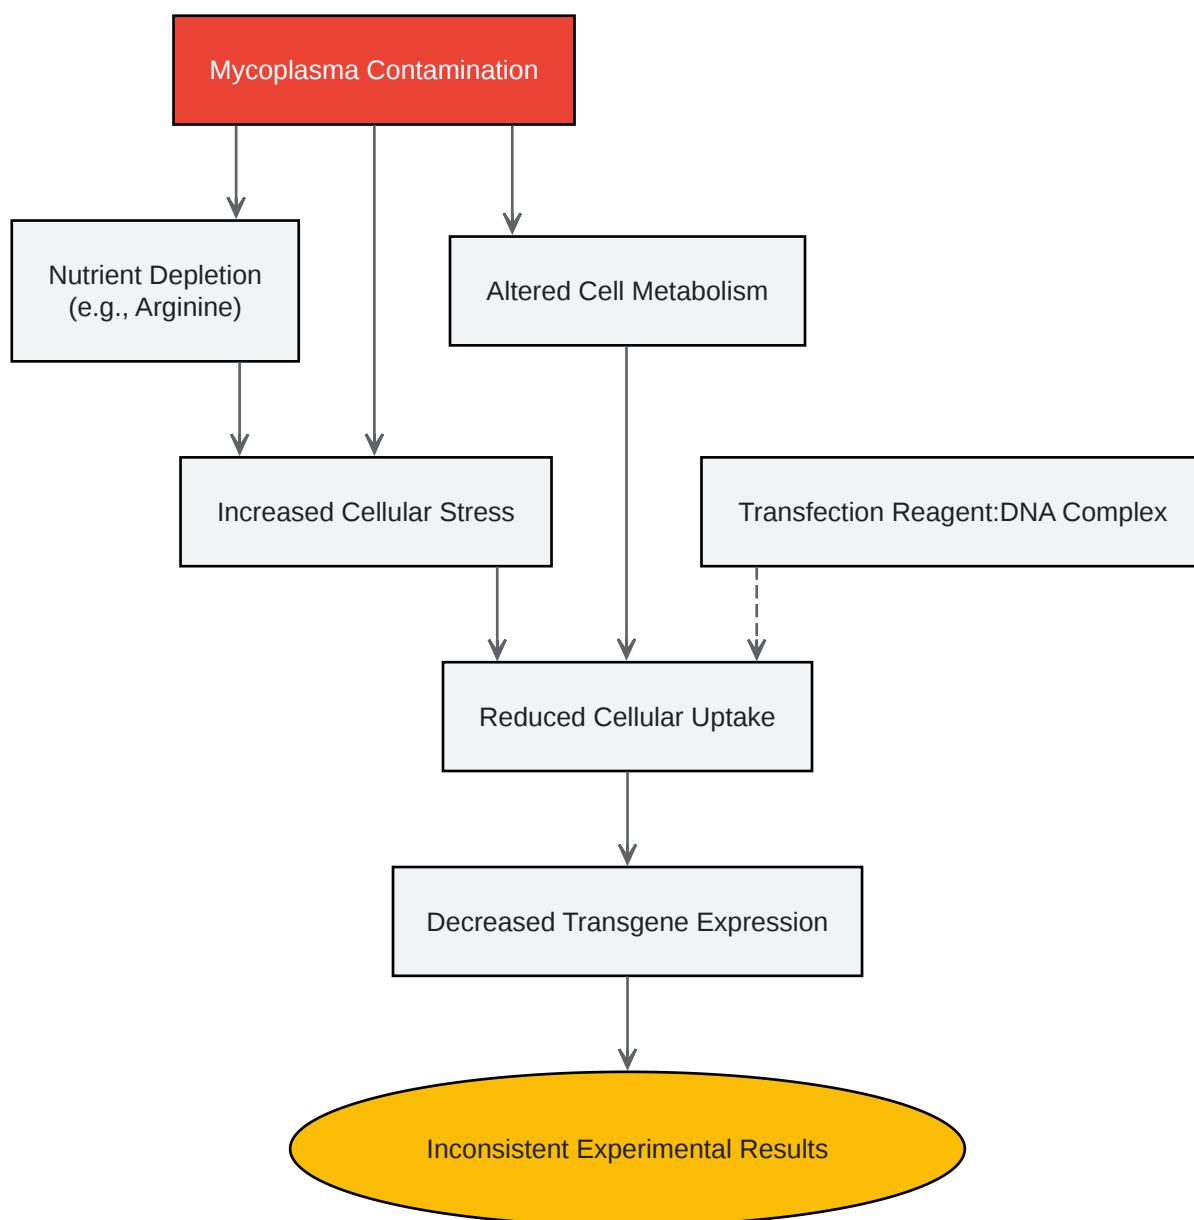 Mycoplasma Contamination
Nutrient Depletion
(e.g., Arginine)
Altered Cell Metabolism
Increased Cellular Stress
Transfection Reagent:DNA Complex
Reduced Cellular Uptake
Decreased Transgene Expression
Inconsistent Experimental Results